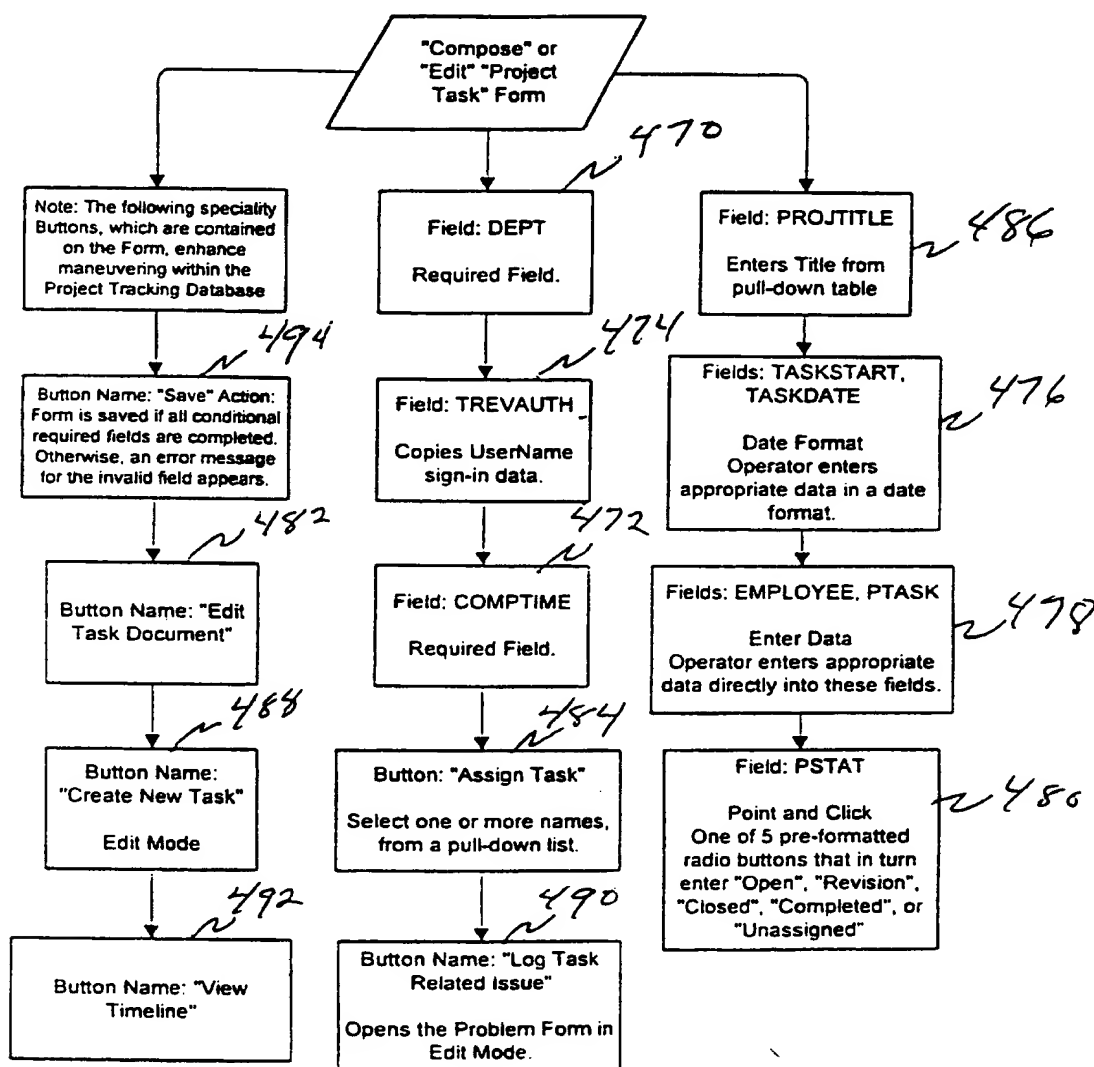 "Compose" or
"Edit" "Project
Task" Form
470
Note: The following speciality
Buttons, which are contained
on the Form, enhance
maneuvering within the
Project Tracking Database
Field: DEPT
Required Field.
Field: PROJTITLE
Enters Title from
pull-down table
486
494
Button Name: "Save" Action:
Form is saved if all conditional
required fields are completed.
Otherwise, an error message
for the invalid field appears.
474
Field: TREVAUTH
Copies UserName
sign-in data.
Fields: TASKSTART,
TASKDATE
Date Format
Operator enters
appropriate data in a date
format.
476
482
Button Name: "Edit
Task Document"
472
Field: COMPTIME
Required Field.
Fields: EMPLOYEE, PTASK
Enter Data
Operator enters appropriate
data directly into these fields.
478
488
Button Name:
"Create New Task"
Edit Mode
484
Button: "Assign Task"
Select one or more names,
from a pull-down list.
Field: PSTAT
Point and Click
One of 5 pre-formatted
radio buttons that in turn
enter "Open", "Revision",
"Closed", "Completed", or
"Unassigned"
480
492
Button Name: "View
Timeline"
490
Button Name: "Log Task
Related Issue"
Opens the Problem Form in
Edit Mode.